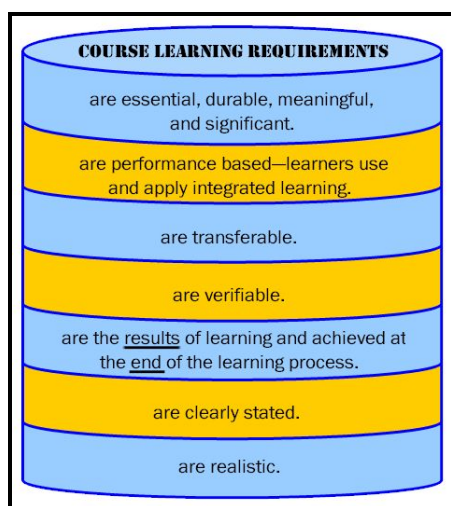 COURSE LEARNING REQUIREMENTS
are essential, durable, meaningful,
and significant.
are performance based—learners use
and apply integrated learning.
are transferable.
are verifiable.
are the results of learning and achieved at
the end of the learning process.
are clearly stated.
are realistic.